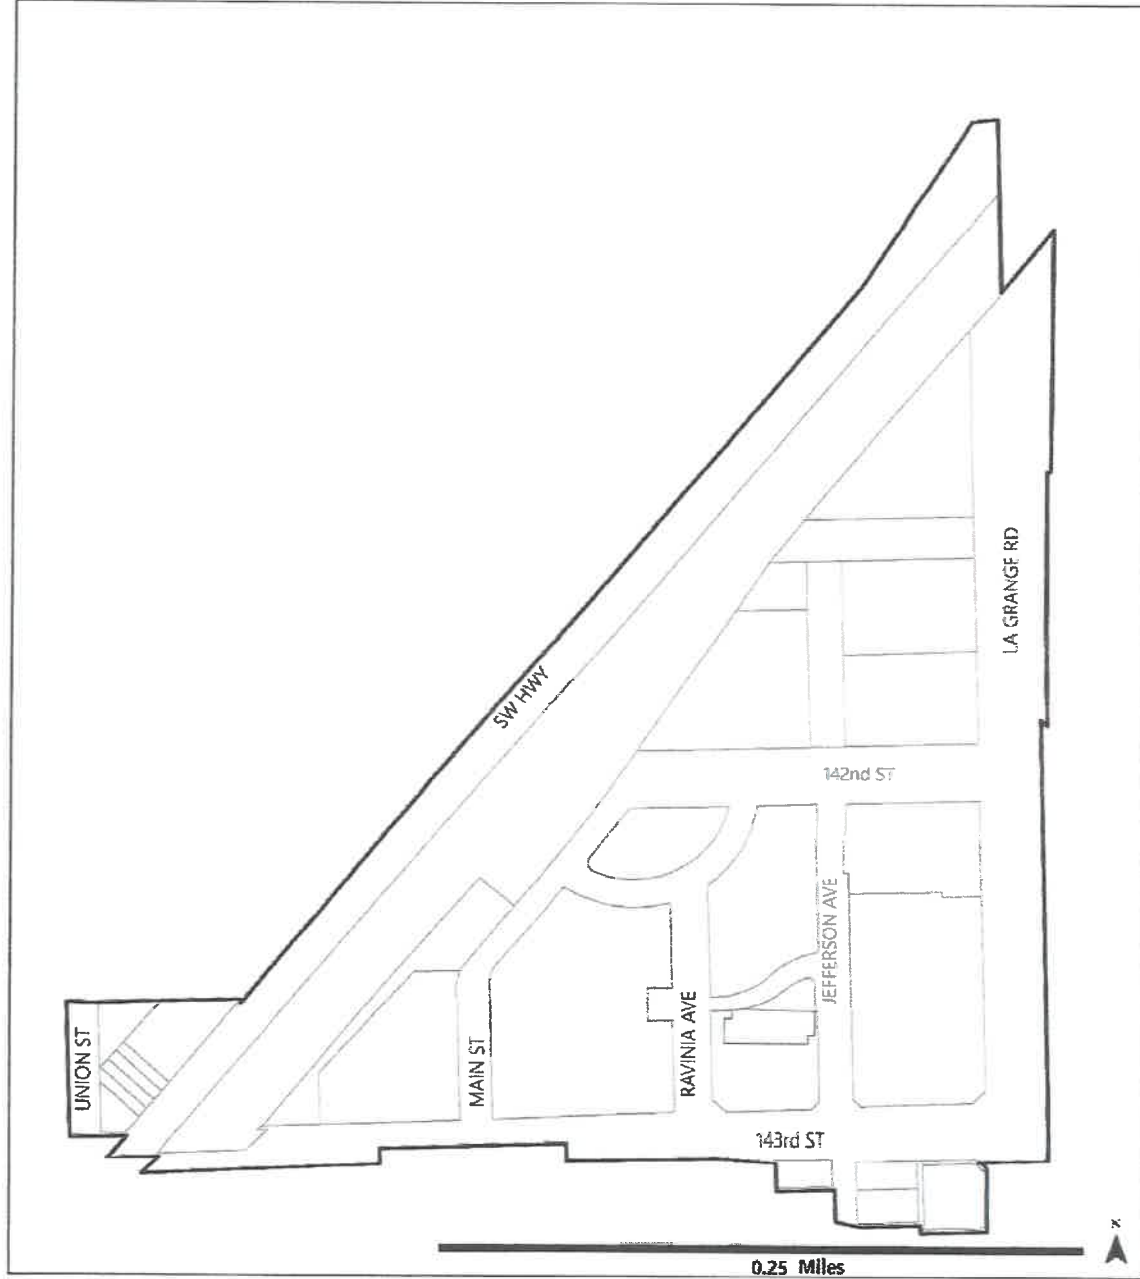 SW HWY
LA GRANGE RD
142nd ST
JEFFERSON AVE
UNION ST
MAIN ST
RAVINIA AVE
143rd ST
0.25 Miles